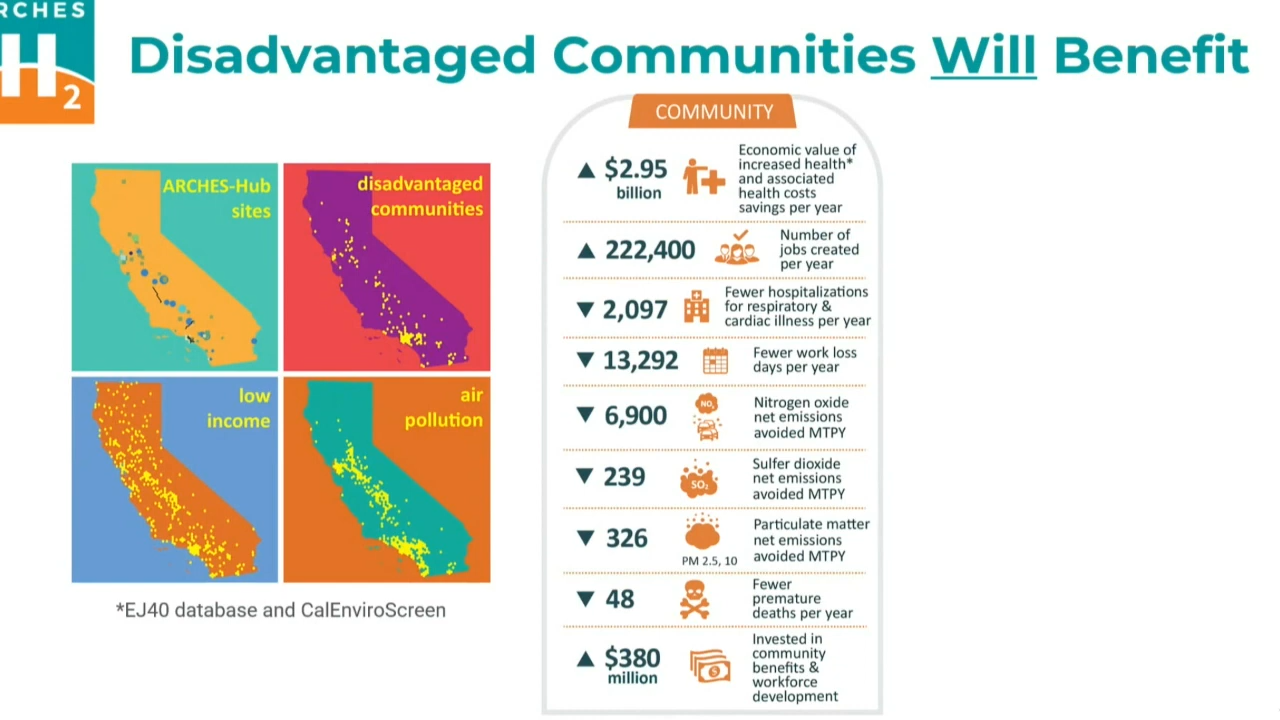 RCHES
H2
Disadvantaged Communities Will Benefit
ARCHES-Hub
sites
disadvantaged
communities
low
income
air
pollution
*EJ40 database and CalEnviroScreen
COMMUNITY
▲ $2.95
billion
Economic value of
increased health*
and associated
health costs
savings per year
▲ 222,400
Number of
jobs created
per year
▼ 2,097
Fewer hospitalizations
for respiratory &
cardiac illness per year
▼ 13,292
Fewer work loss
days per year
▼ 6,900
NOx
Nitrogen oxide
net emissions
avoided MTPY
▼ 239
SO₂
Sulfer dioxide
net emissions
avoided MTPY
▼ 326
PM 2.5, 10
Particulate matter
net emissions
avoided MTPY
▼ 48
Fewer
premature
deaths per year
▲ $380
million
$
Invested in
community
benefits &
workforce
development